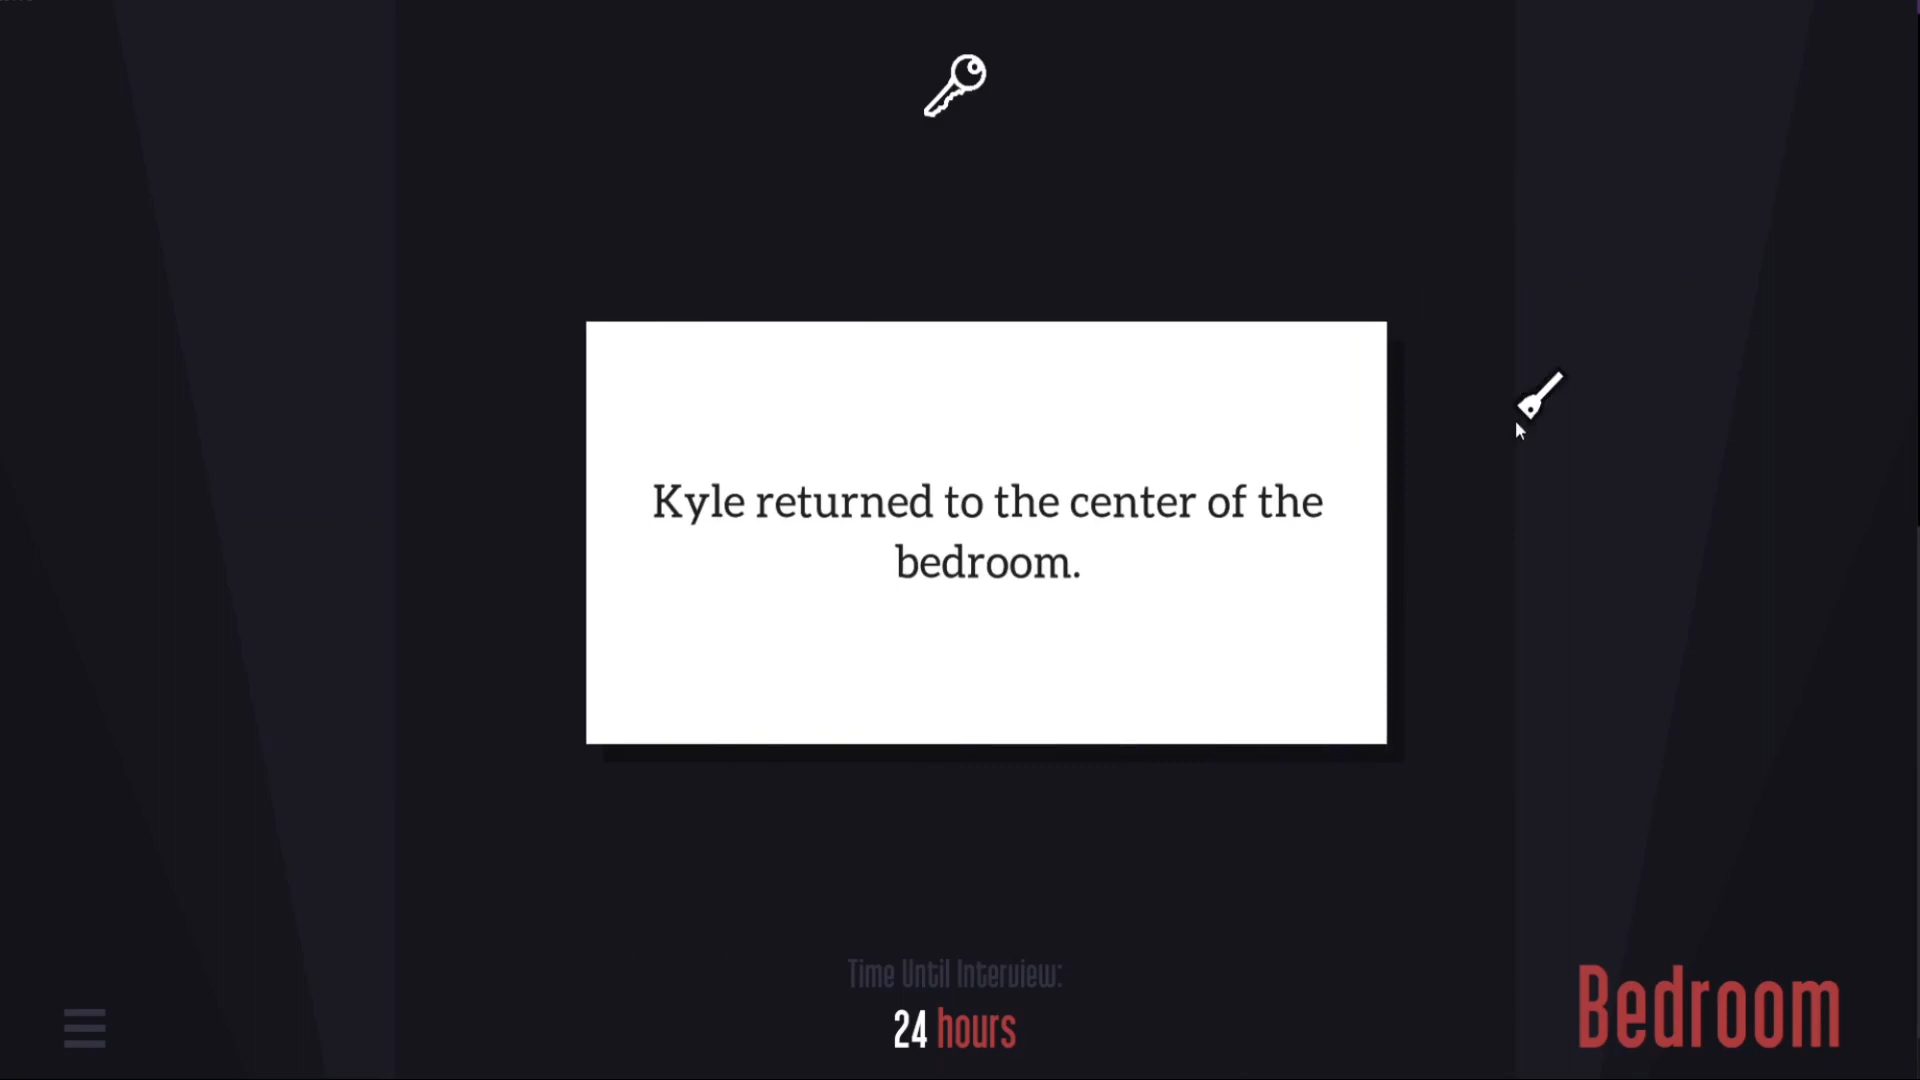 Kyle returned to the center of the
bedroom.
Time Until Interview:
24 hours
Bedroom